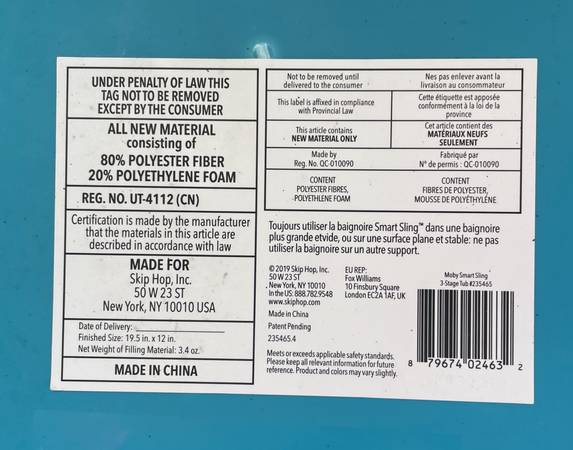 UNDER PENALTY OF LAW THIS
TAG NOT TO BE REMOVED
EXCEPT BY THE CONSUMER
ALL NEW MATERIAL
consisting of
80% POLYESTER FIBER
20% POLYETHYLENE FOAM
REG. NO. UT-4112 (CN)
Certification is made by the manufacturer
that the materials in this article are
described in accordance with law
MADE FOR
Skip Hop, Inc.
50 W 23 ST
New York, NY 10010 USA
Date of Delivery:
Finished Size: 19.5 in. x 12 in.
Net Weight of Filling Material: 3.4 oz.
MADE IN CHINA
Not to be removed until
delivered to the consumer
Nes pas enlever avant la
livraison au consommateur
This label is affixed in compliance
with Provincial Law
Cette étiquette est apposée
conformément à la loi de la
province
This article contains
NEW MATERIAL ONLY
Cet article contient des
MATÉRIAUX NEUFS
SEULEMENT
Made by
Reg. No. QC-010090
Fabriqué par
N° de permis : QC-010090
CONTENT
POLYESTER FIBRES,
POLYETHLENE FOAM
CONTENT
FIBRES DE POLYESTER,
MOUSSE DE POLYÉTHYLÉNE
Toujours utiliser la baignoire Smart Sling™ dans une baignoire
plus grande etvide, ou sur une surface plane et stable: ne pas
utiliser la baignoire sur un autre support.
©2019 Skip Hop, Inc.
50 W 23 ST
New York, NY 10010
In the US: 888.782.9548
www.skiphop.com
EU REP:
Fox Williams
10 Finsbury Square
London EC2A 1AF, UK
Made in China
Patent Pending
235465.4
Meets or exceeds applicable safety standards.
Please keep all relevant information for future
reference. Product and colors may vary slightly.
Moby Smart Sling
3-Stage Tub #235465
8 79674 02463 2